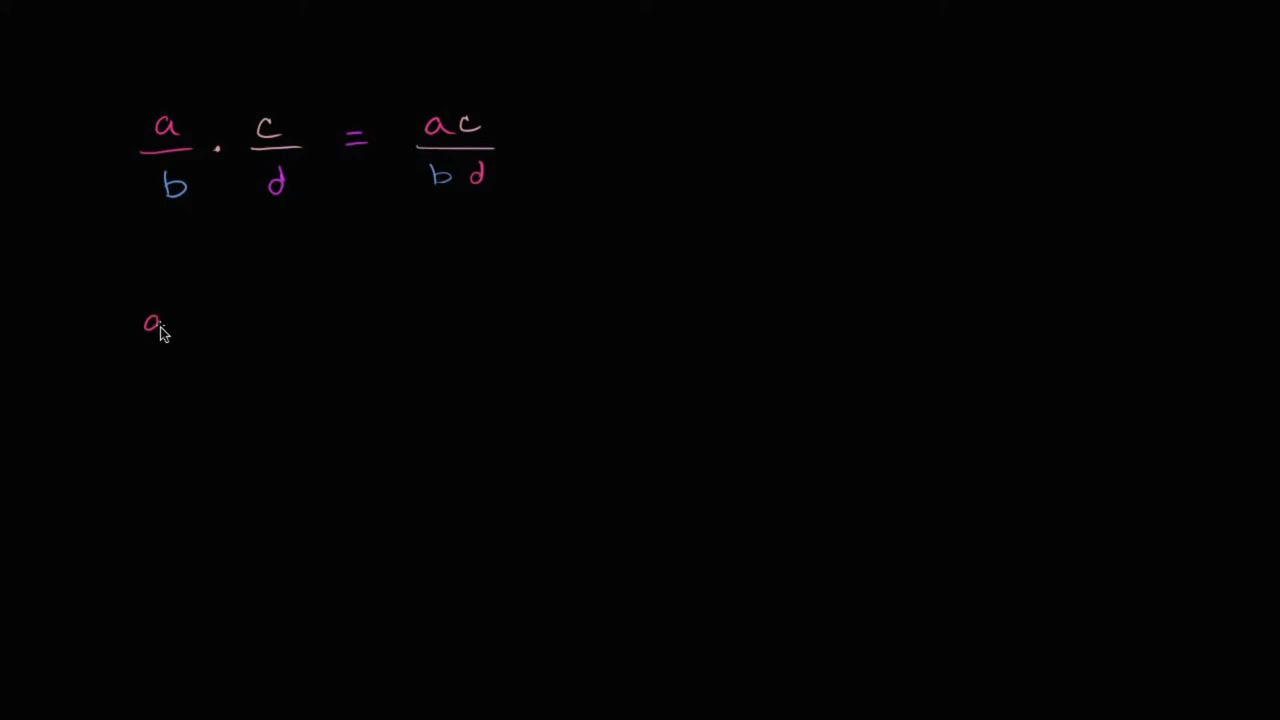 a/b · c/d = ac/bd
a